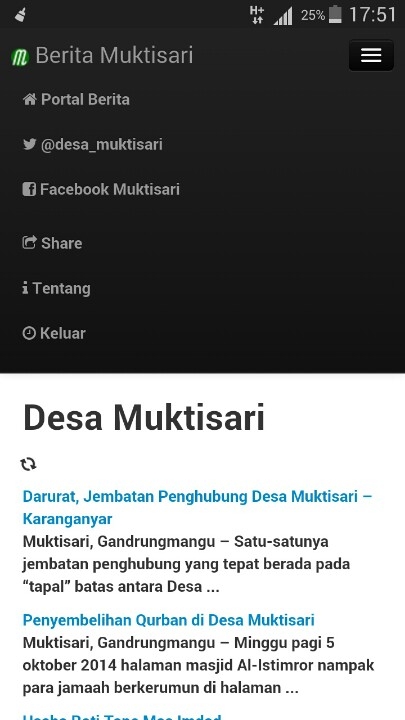 H+ 25% 17:51
m Berita Muktisari
Portal Berita
@desa_muktisari
Facebook Muktisari
Share
Tentang
Keluar
Desa Muktisari
Darurat, Jembatan Penghubung Desa Muktisari –
Karanganyar
Muktisari, Gandrungmangu – Satu-satunya
jembatan penghubung yang tepat berada pada
“tapal” batas antara Desa ...
Penyembelihan Qurban di Desa Muktisari
Muktisari, Gandrungmangu – Minggu pagi 5
oktober 2014 halaman masjid Al-Istimror nampak
para jamaah berkerumun di halaman ...